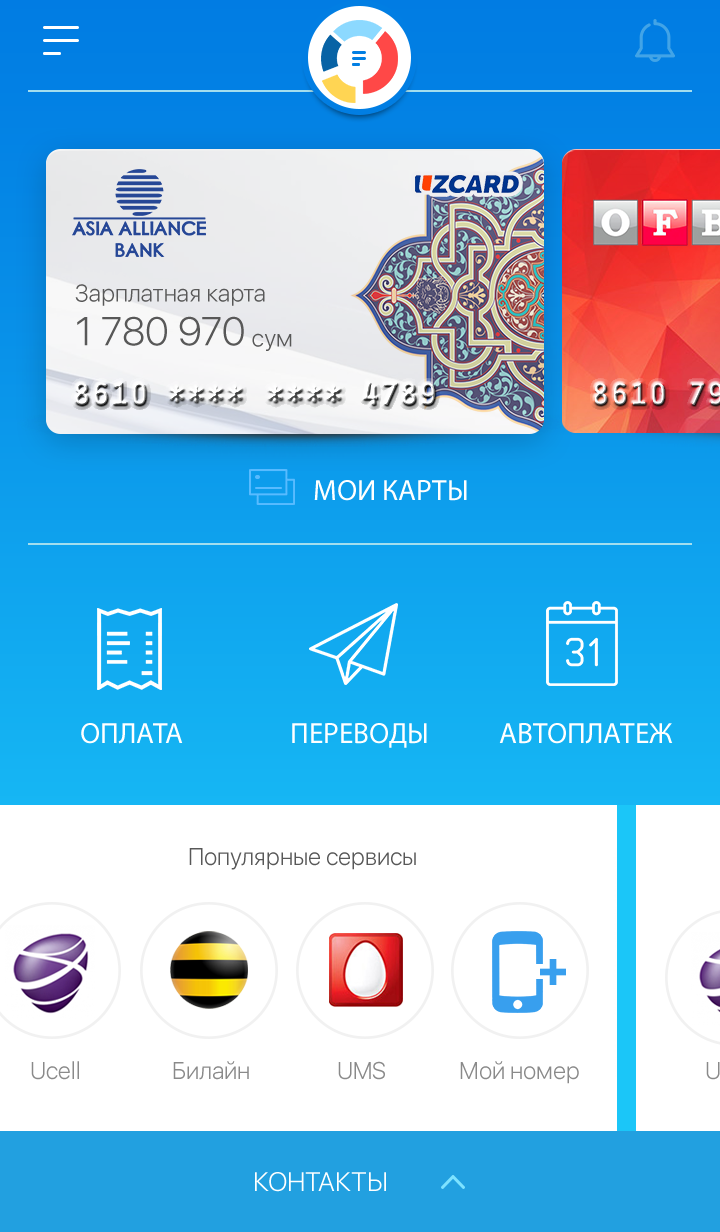 ASIA ALLIANCE
BANK
UZCARD
Зарплатная карта
1 780 970 сум
8610 **** **** 4789
OFB
8610 79
МОИ КАРТЫ
31
ОПЛАТА
ПЕРЕВОДЫ
АВТОПЛАТЕЖ
Популярные сервисы
Ucell
Билайн
UMS
Мой номер
U
КОНТАКТЫ